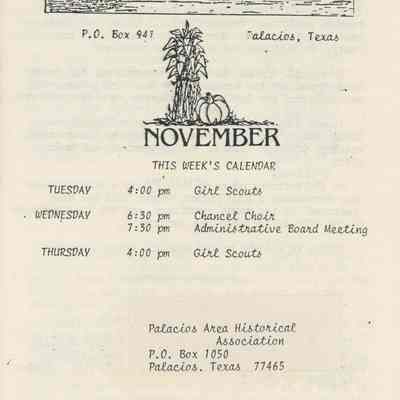 P.O. Box 941 Palacios, Texas
NOVEMBER
THIS WEEK'S CALENDAR
TUESDAY 4:00 pm Girl Scouts
WEDNESDAY 6:30 pm Chancel Choir
7:30 pm Administrative Board Meeting
THURSDAY 4:00 pm Girl Scouts
Palacios Area Historical
Association
P.O. Box 1050
Palacios, Texas 77465